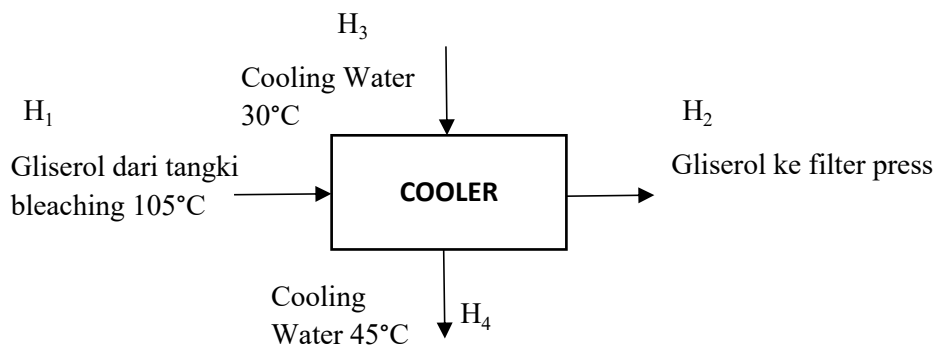 H₃
Cooling Water
30°C
H₁
Gliserol dari tangki
bleaching 105°C
COOLER
H₂
Gliserol ke filter press
Cooling
Water 45°C
H₄